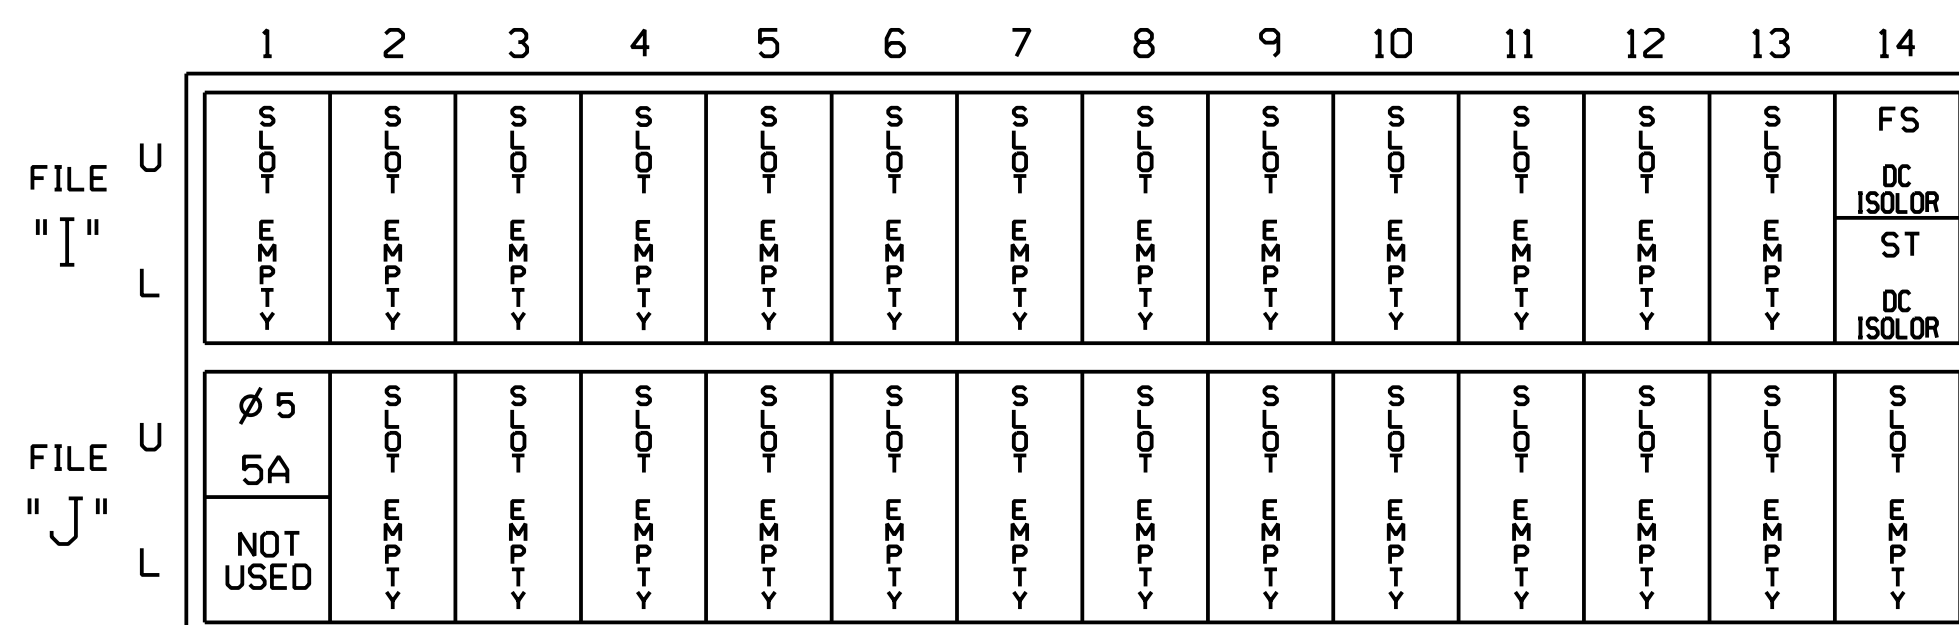 1 2 3 4 5 6 7 8 9 10 11 12 13 14
FILE "I"
U
L
SLOT EMPTY
SLOT EMPTY
SLOT EMPTY
SLOT EMPTY
SLOT EMPTY
SLOT EMPTY
SLOT EMPTY
SLOT EMPTY
SLOT EMPTY
SLOT EMPTY
SLOT EMPTY
SLOT EMPTY
SLOT EMPTY
FS
DC
ISOLOR
ST
DC
ISOLOR
FILE "J"
U
L
ø 5
5A
NOT
USED
SLOT EMPTY
SLOT EMPTY
SLOT EMPTY
SLOT EMPTY
SLOT EMPTY
SLOT EMPTY
SLOT EMPTY
SLOT EMPTY
SLOT EMPTY
SLOT EMPTY
SLOT EMPTY
SLOT EMPTY
SLOT EMPTY